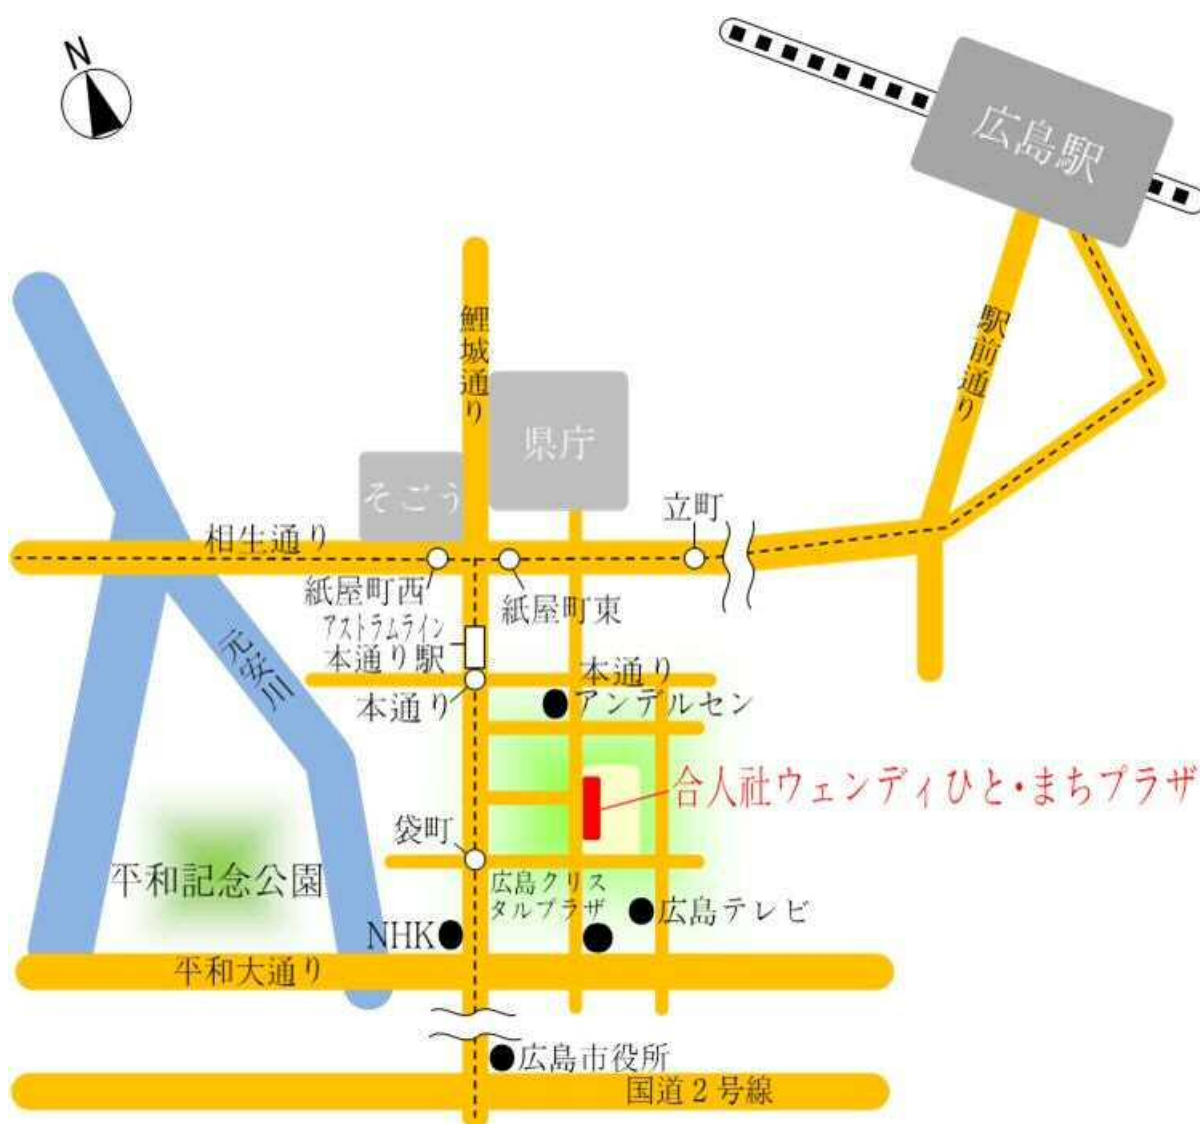 N
広島駅
鯉城通り
駅前通り
県庁
そごう
立町
相生通り
紙屋町西
紙屋町東
アストラムライン
本通り駅
本通り
本通り
元安川
アンデルセン
合人社ウェンディひと・まちプラザ
袋町
平和記念公園
広島クリス
タルプラザ
広島テレビ
NHK
平和大通り
広島市役所
国道2号線